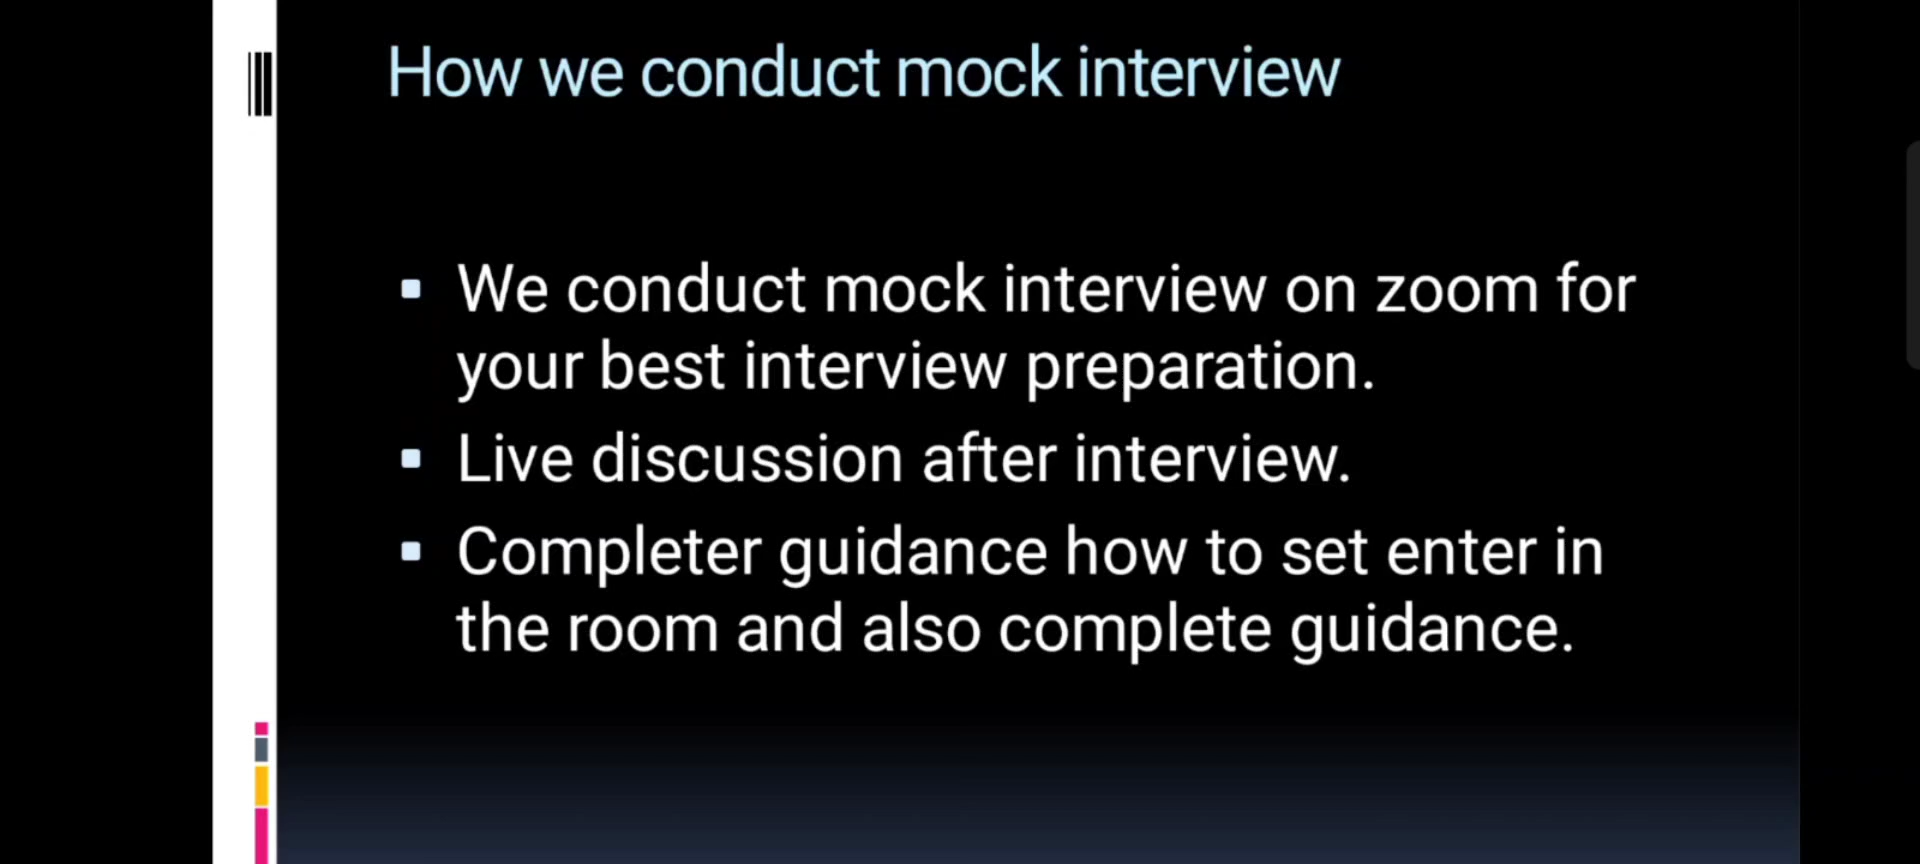 How we conduct mock interview
We conduct mock interview on zoom for
your best interview preparation.
Live discussion after interview.
Completer guidance how to set enter in
the room and also complete guidance.